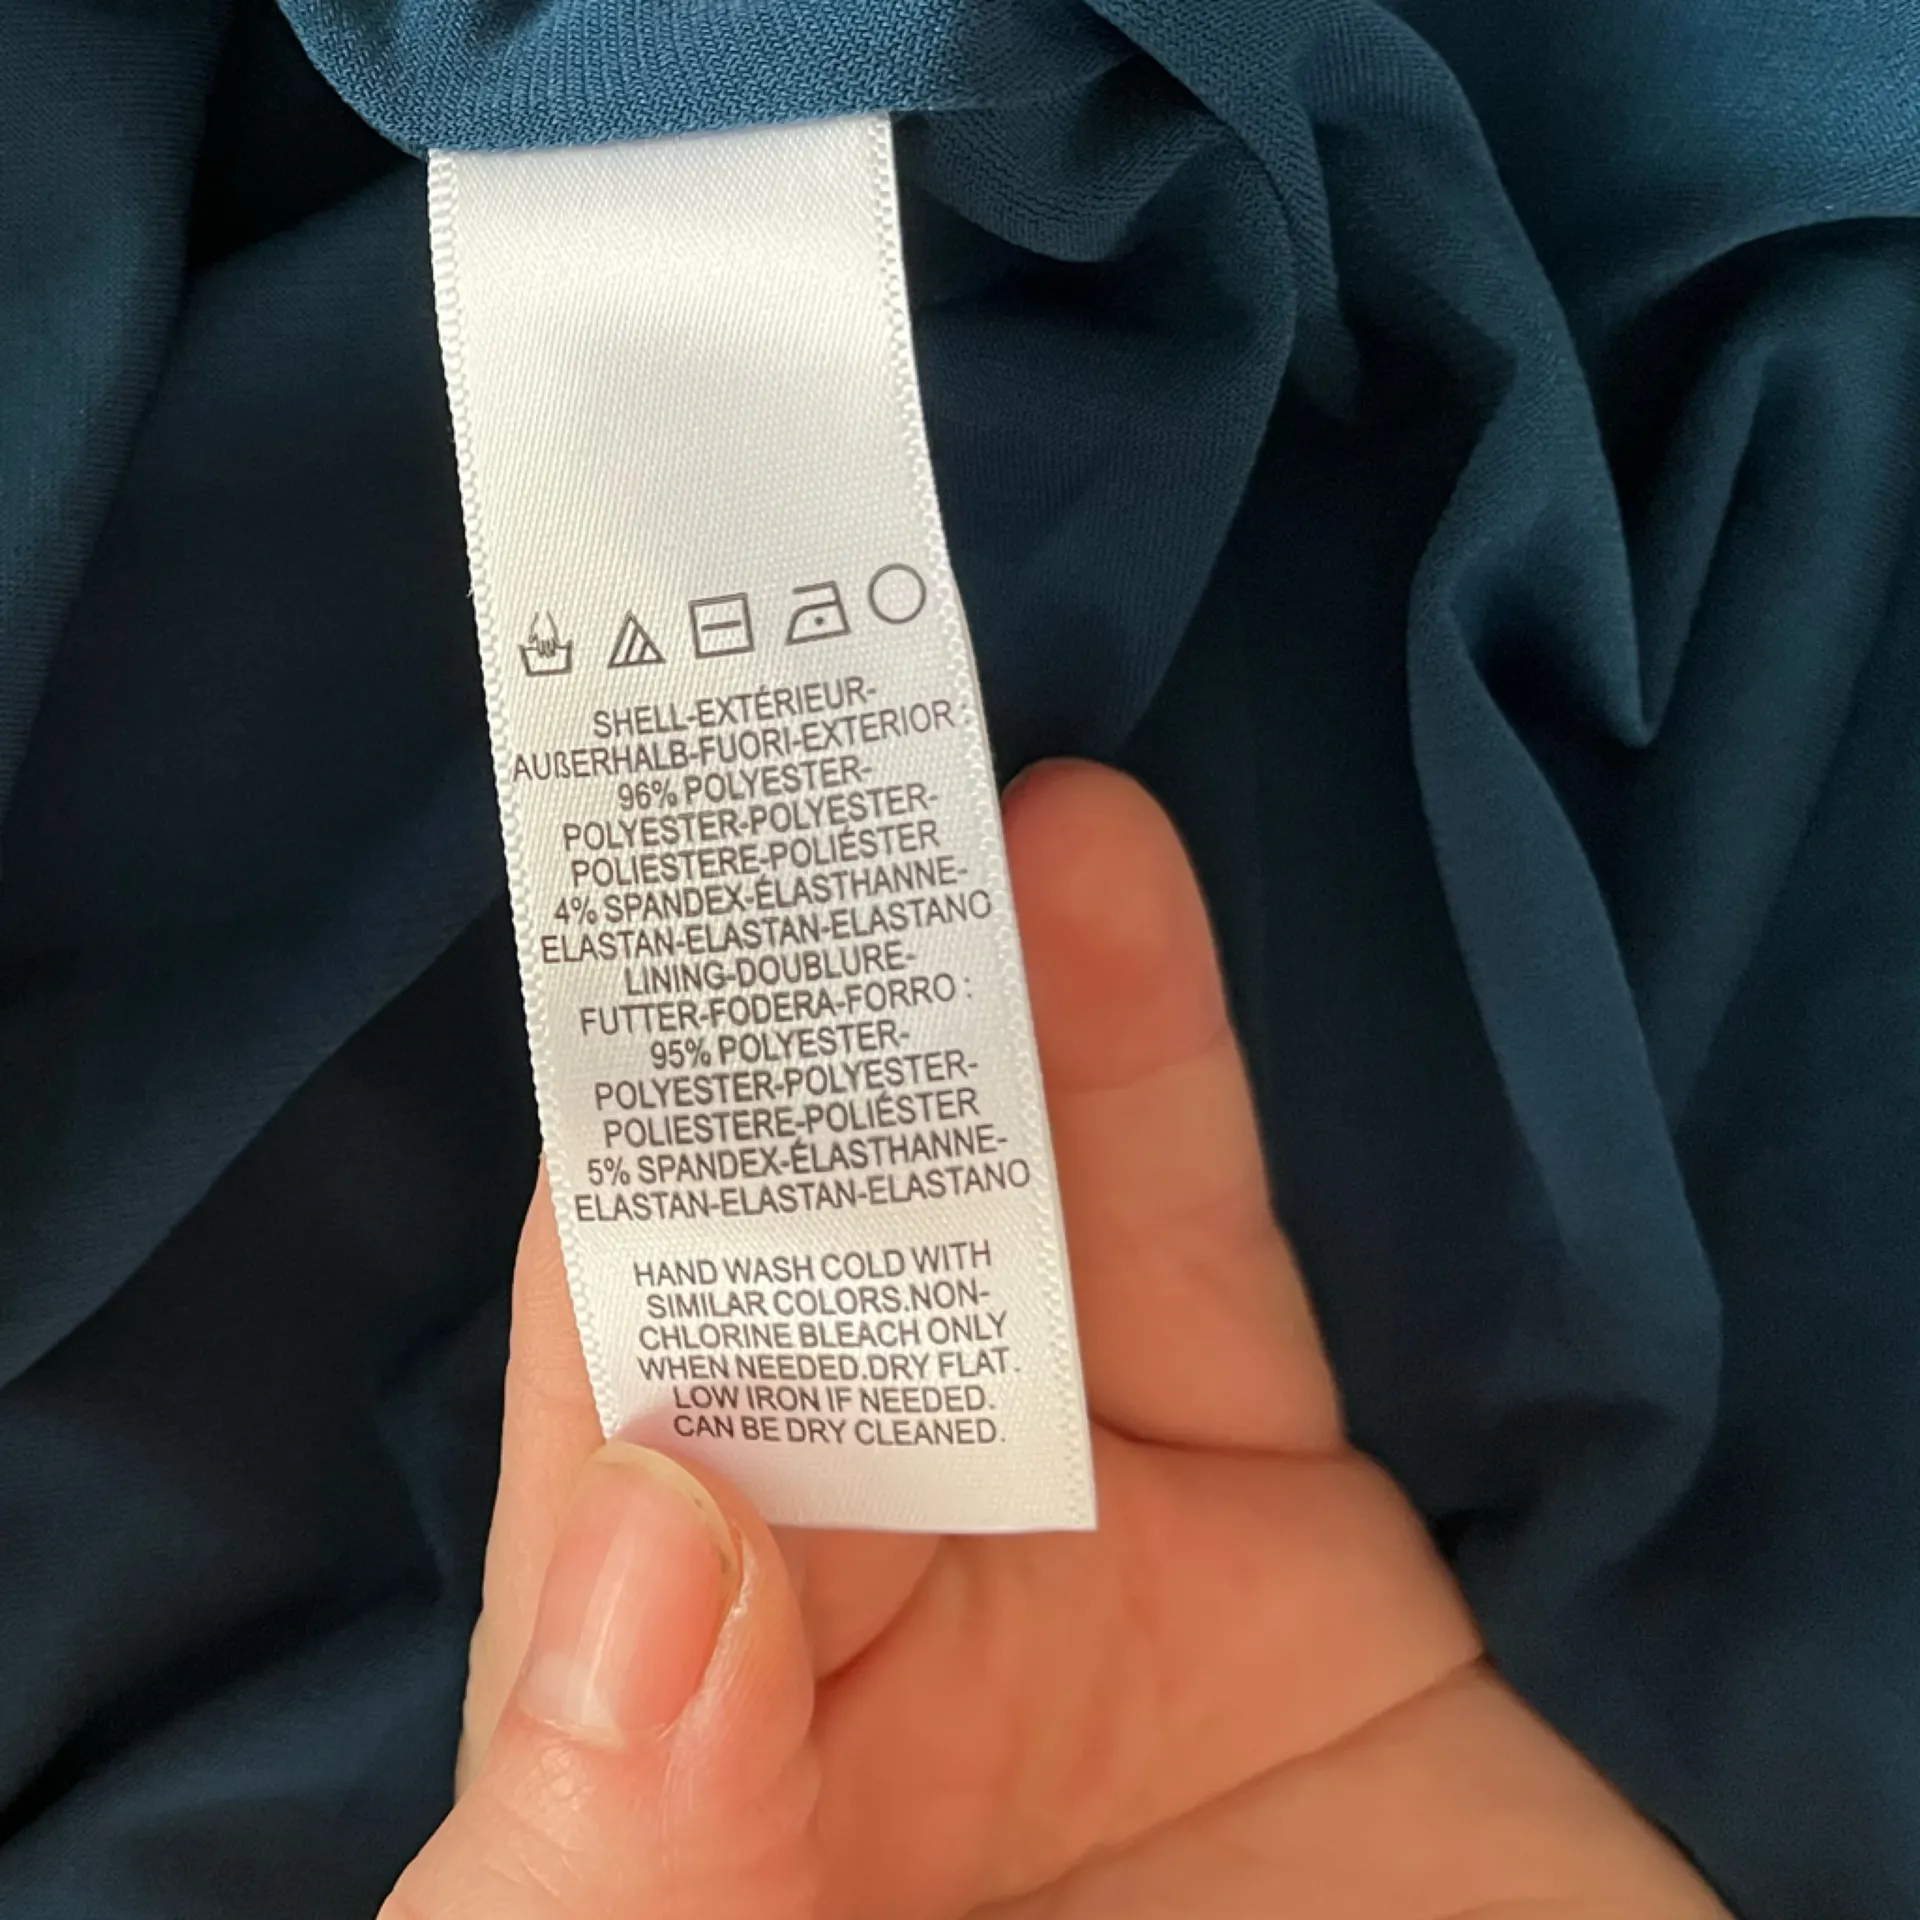 SHELL-EXTÉRIEUR-
AUßERHALB-FUORI-EXTERIOR
96% POLYESTER-
POLYESTER-POLYESTER-
POLIESTERE-POLIÉSTER
4% SPANDEX-ÉLASTHANNE-
ELASTAN-ELASTAN-ELASTANO
LINING-DOUBLURE-
FUTTER-FODERA-FORRO :
95% POLYESTER-
POLYESTER-POLYESTER-
POLIESTERE-POLIÉSTER
5% SPANDEX-ÉLASTHANNE-
ELASTAN-ELASTAN-ELASTANO
HAND WASH COLD WITH
SIMILAR COLORS.NON-
CHLORINE BLEACH ONLY
WHEN NEEDED.DRY FLAT.
LOW IRON IF NEEDED.
CAN BE DRY CLEANED.